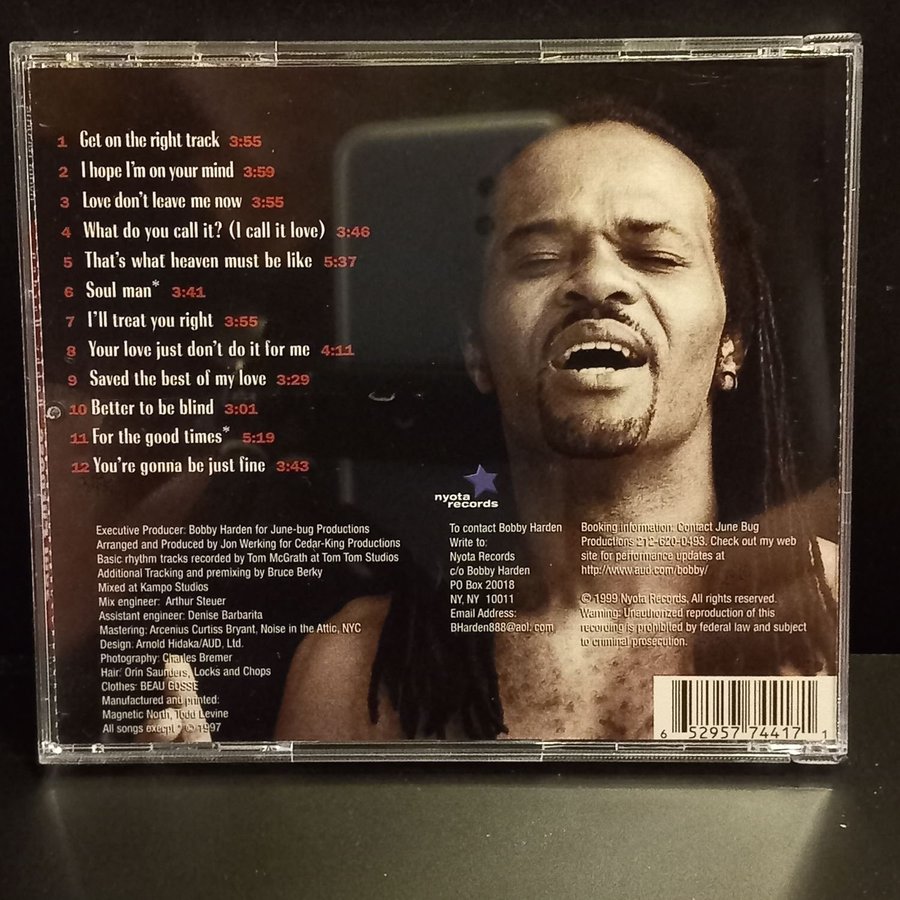 1 Get on the right track 3:55
2 I hope I'm on your mind 3:59
3 Love don't leave me now 3:55
4 What do you call it? (I call it love) 3:46
5 That's what heaven must be like 5:37
6 Soul man* 3:41
7 I'll treat you right 3:55
8 Your love just don't do it for me 4:11
9 Saved the best of my love 3:29
10 Better to be blind 3:01
11 For the good times* 5:19
12 You're gonna be just fine 3:43
nyota
records
Executive Producer: Bobby Harden for June-bug Productions
Arranged and Produced by Jon Werking for Cedar-King Productions
Basic rhythm tracks recorded by Tom McGrath at Tom Tom Studios
Additional Tracking and premixing by Bruce Berky
Mixed at Kampo Studios
Mix engineer: Arthur Steuer
Assistant engineer: Denise Barbarita
Mastering: Arcenius Curtiss Bryant, Noise in the Attic, NYC
Design: Arnold Hidaka/AUD, Ltd.
Photography: Charles Bremer
Hair: Orin Saunders, Locks and Chops
Clothes: BEAU GOSSE
Manufactured and printed:
Magnetic North, Todd Levine
All songs except * © 1997
To contact Bobby Harden
Write to:
Nyota Records
c/o Bobby Harden
PO Box 20018
NY, NY 10011
Email Address:
BHarden888@aol. com
Booking information: Contact June Bug
Productions 212-620-0493. Check out my web
site for performance updates at
http://www.aud.com/bobby/
© 1999 Nyota Records, All rights reserved.
Warning: Unauthorized reproduction of this
recording is prohibited by federal law and subject
to criminal prosecution.
6 52957 74417 1